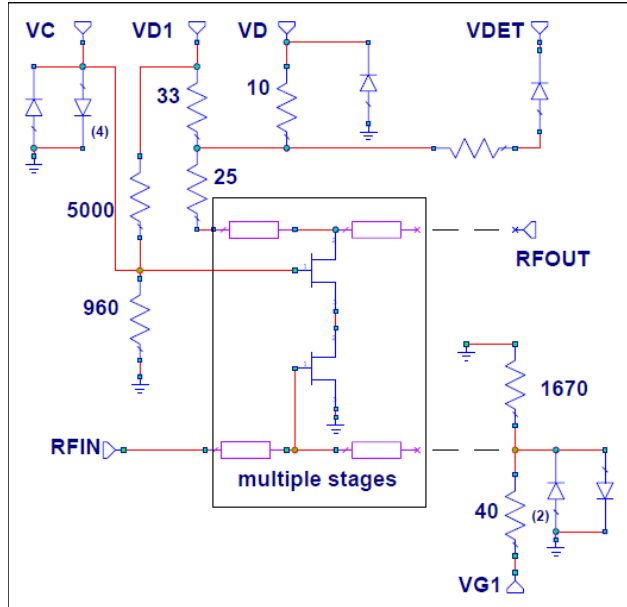 VC VD1 VD VDET
33 10
(4)
25
5000
960
RFOUT
1670
RFIN
multiple stages
40 (2)
VG1